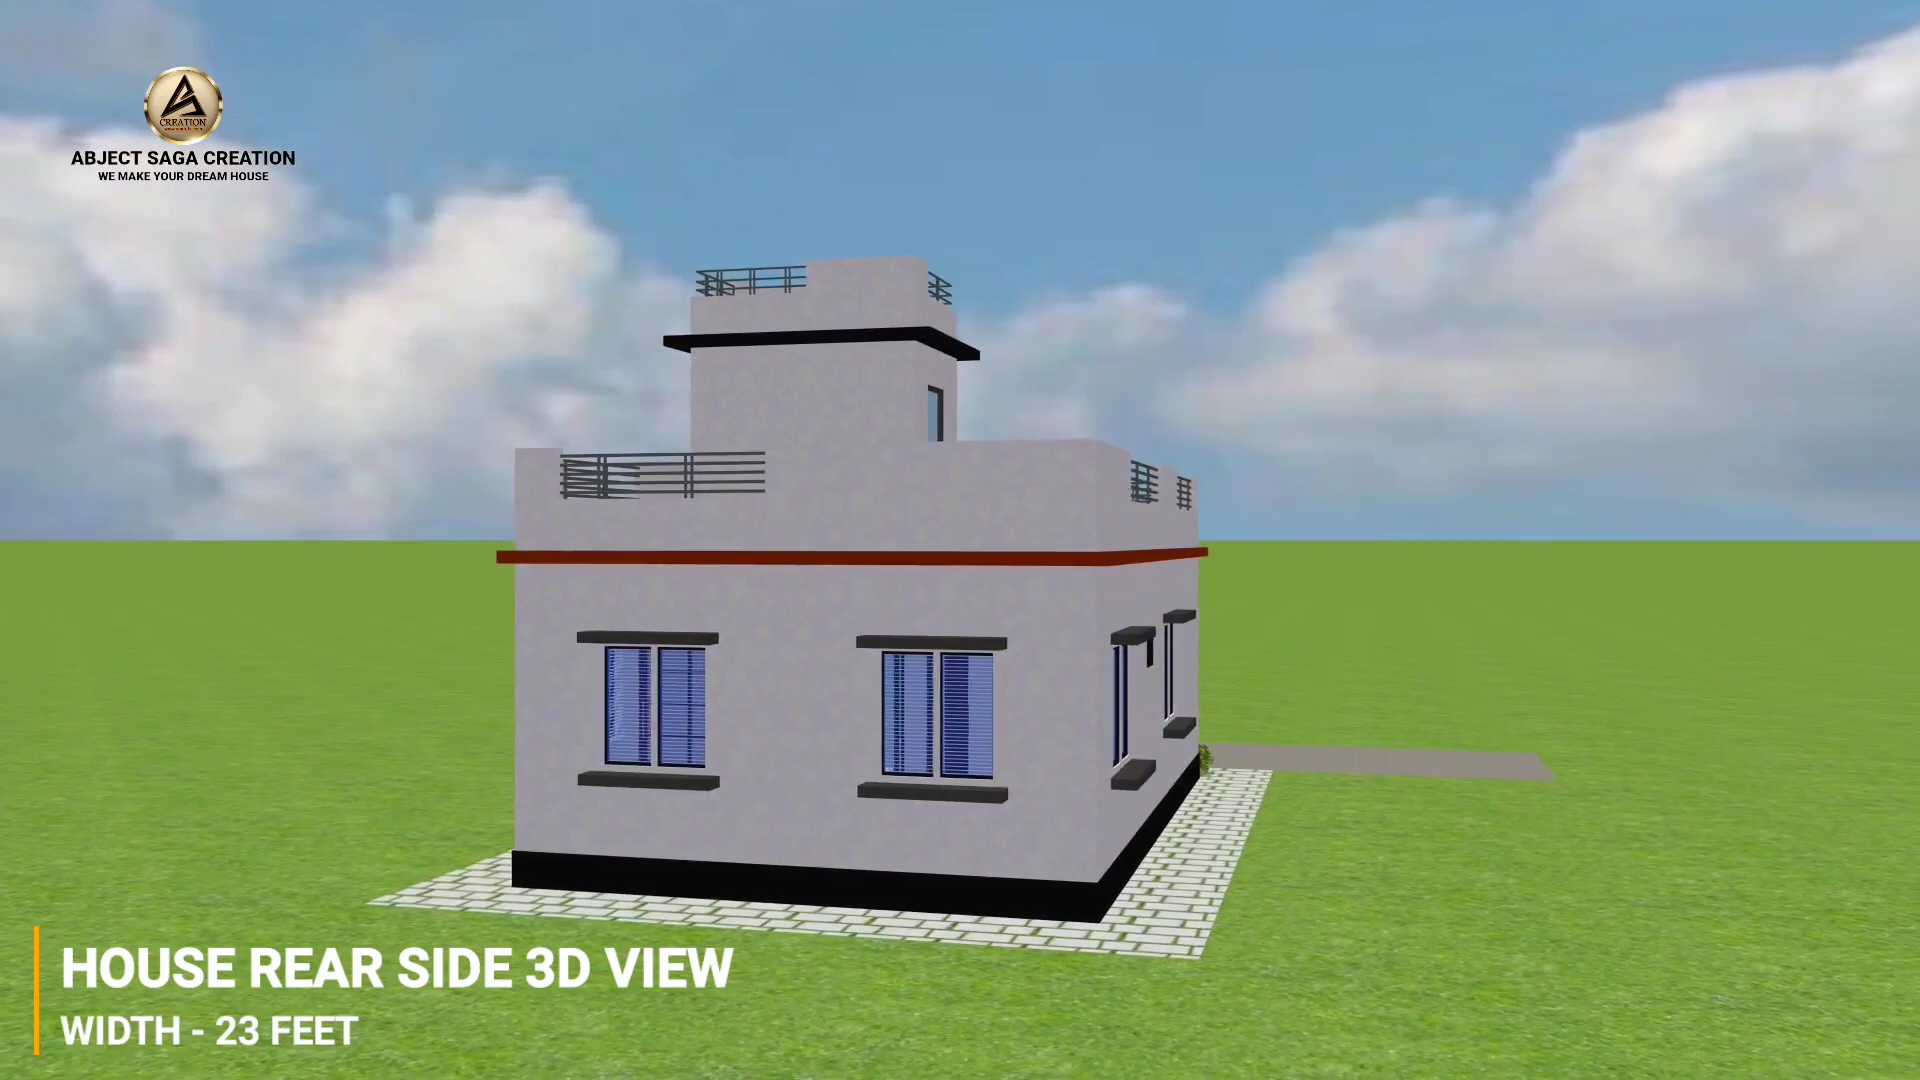 CREATION
ABJECT SAGA CREATION
WE MAKE YOUR DREAM HOUSE
HOUSE REAR SIDE 3D VIEW
WIDTH - 23 FEET